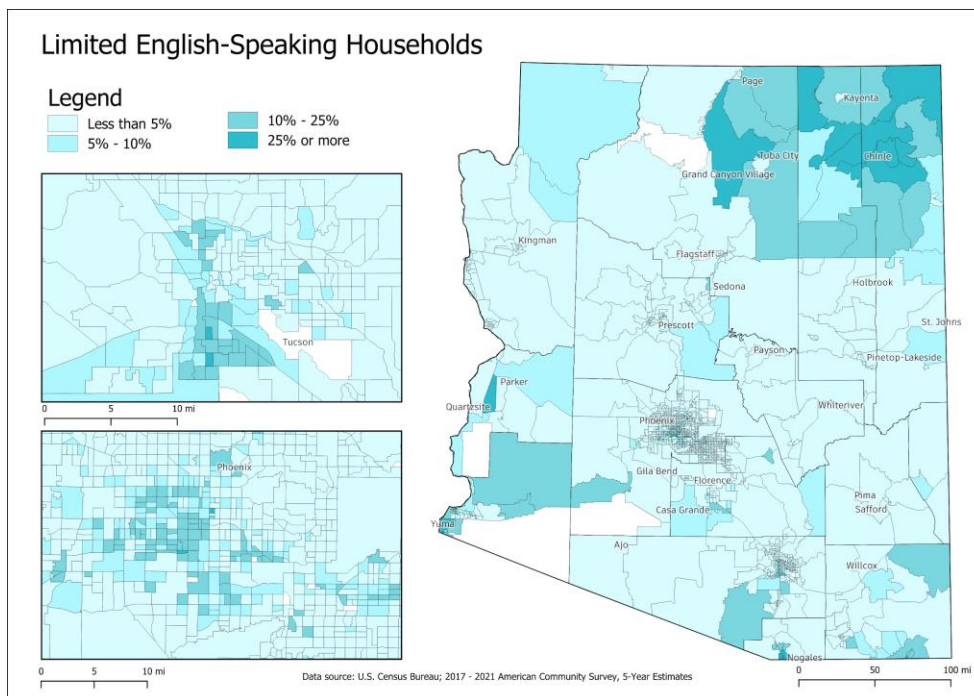 Limited English-Speaking Households
Legend
Less than 5%
5% - 10%
10% - 25%
25% or more
Tucson
0 5 10 mi
Phoenix
0 5 10 mi
Page
Kayenta
Tuba City
Chinle
Grand Canyon Village
Kingman
Flagstaff
Sedona
Holbrook
St. Johns
Prescott
Payson
Pinetop-Lakeside
Parker
Quartzsite
Whiteriver
Phoenix
Gila Bend
Florence
Casa Grande
Pima
Safford
Yuma
Ajo
Willcox
Nogales
0 50 100 mi
Data source: U.S. Census Bureau; 2017 - 2021 American Community Survey, 5-Year Estimates